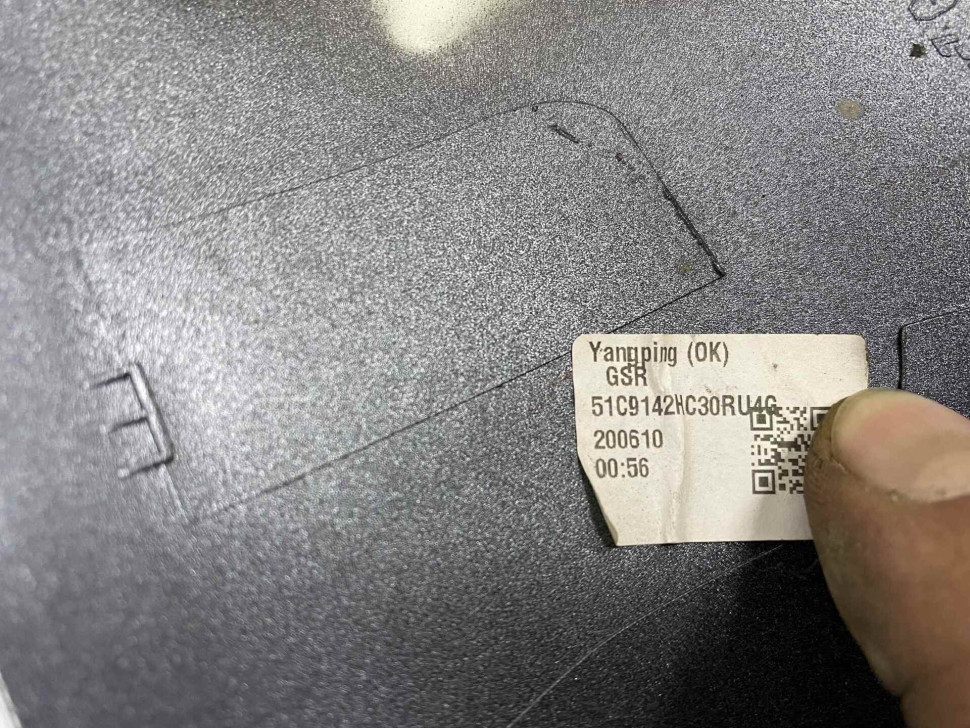 Yangping (OK)
GSR
51C9142HC30RU4G
200610
00:56